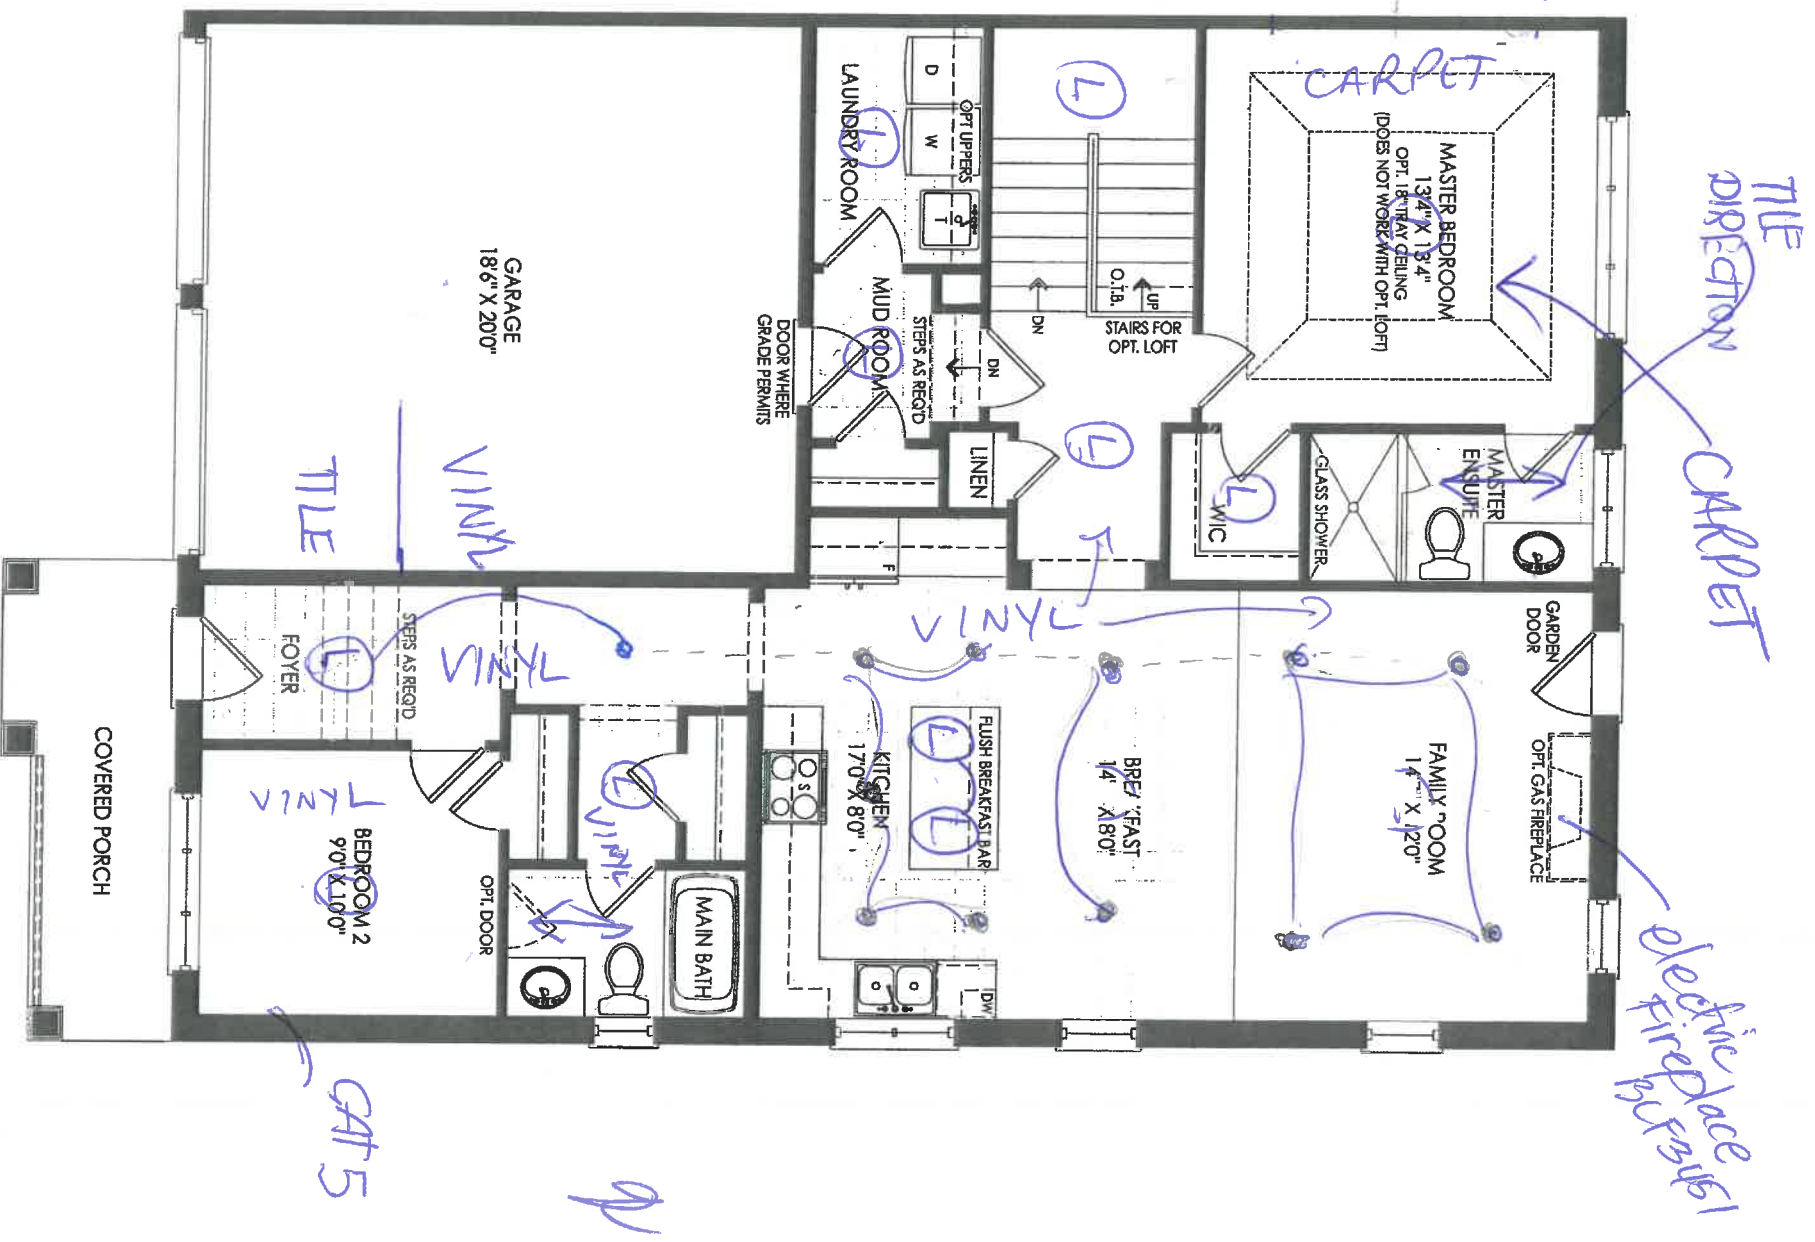 CARPET
MASTER BEDROOM
13'4" X 13'4"
OPT. 18" TRAY CEILING
(DOES NOT WORK WITH OPT. LOFT)
TILE
DIRECTION
CARPET
MASTER
ENSUITE
GLASS SHOWER
L
WIC
L
UP
O.T.B.
DN
STAIRS FOR
OPT. LOFT
L
LINEN
OPT UPPERS
D
W
T
LAUNDRY ROOM
L
MUD ROOM
L
STEPS AS REQ'D
DN
DOOR WHERE
GRADE PERMITS
GARAGE
18'6" X 20'0"
VINYL
TILE
F
VINYL
GARDEN
DOOR
OPT. GAS FIREPLACE
FAMILY ROOM
electric
Fireplace
FLUSH BREAKFAST BAR
L
L
KITCHEN
17'0" X 8'0"
S
DW
STEPS AS REQ'D
FOYER
L
VINYL
L
VINYL
MAIN BATH
OPT. DOOR
VINYL
BEDROOM 2
9'0" X 10'0"
L
COVERED PORCH
CAT 5